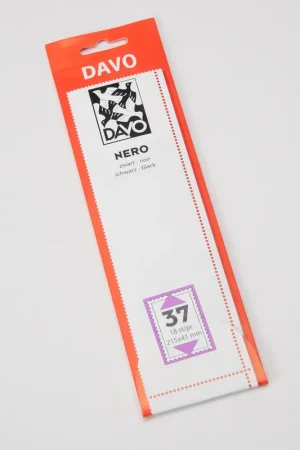 DAVO
DAVO
NERO
zwart - noir
schwarz - black
37
18 st/pc
215x41 mm